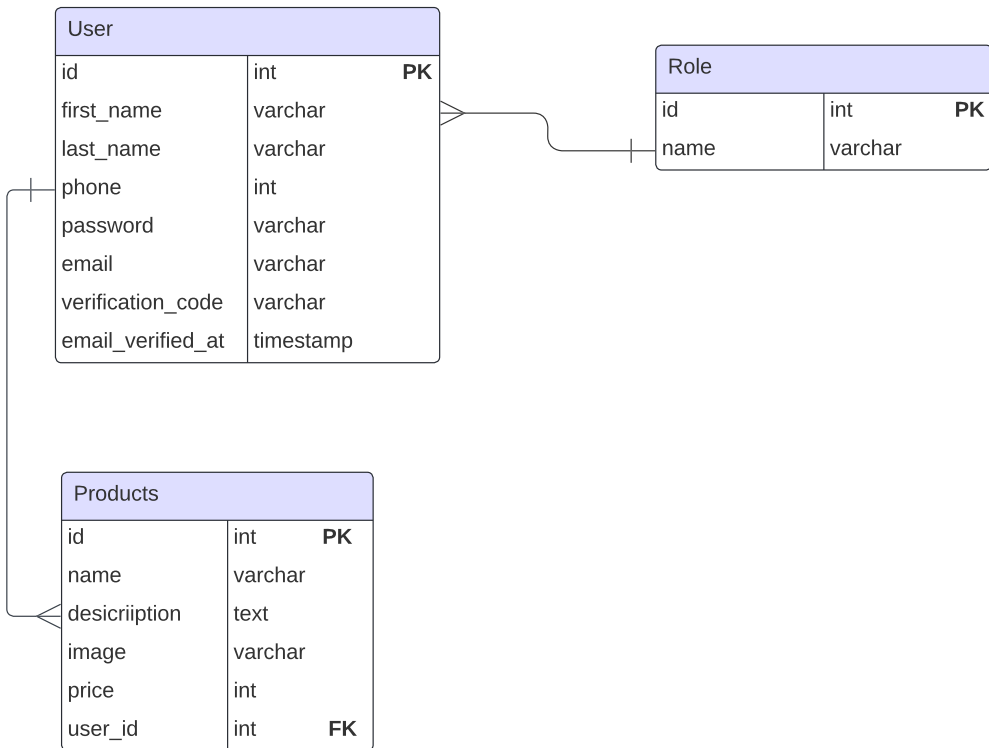 User
id int PK
first_name varchar
last_name varchar
phone int
password varchar
email varchar
verification_code varchar
email_verified_at timestamp
Role
id int PK
name varchar
Products
id int PK
name varchar
desicriiption text
image varchar
price int
user_id int FK